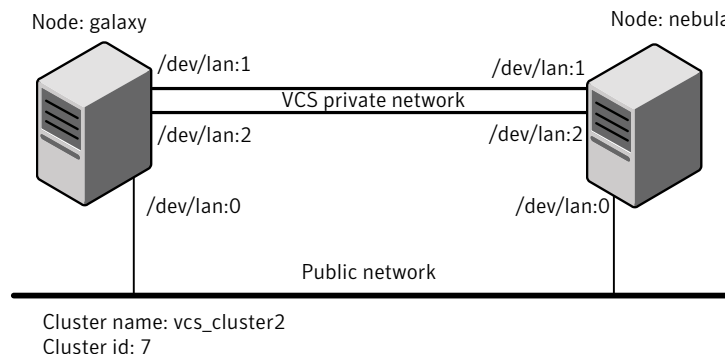 Node: galaxy
Node: nebula
/dev/lan:1
/dev/lan:1
VCS private network
/dev/lan:2
/dev/lan:2
/dev/lan:0
/dev/lan:0
Public network
Cluster name: vcs_cluster2
Cluster id: 7